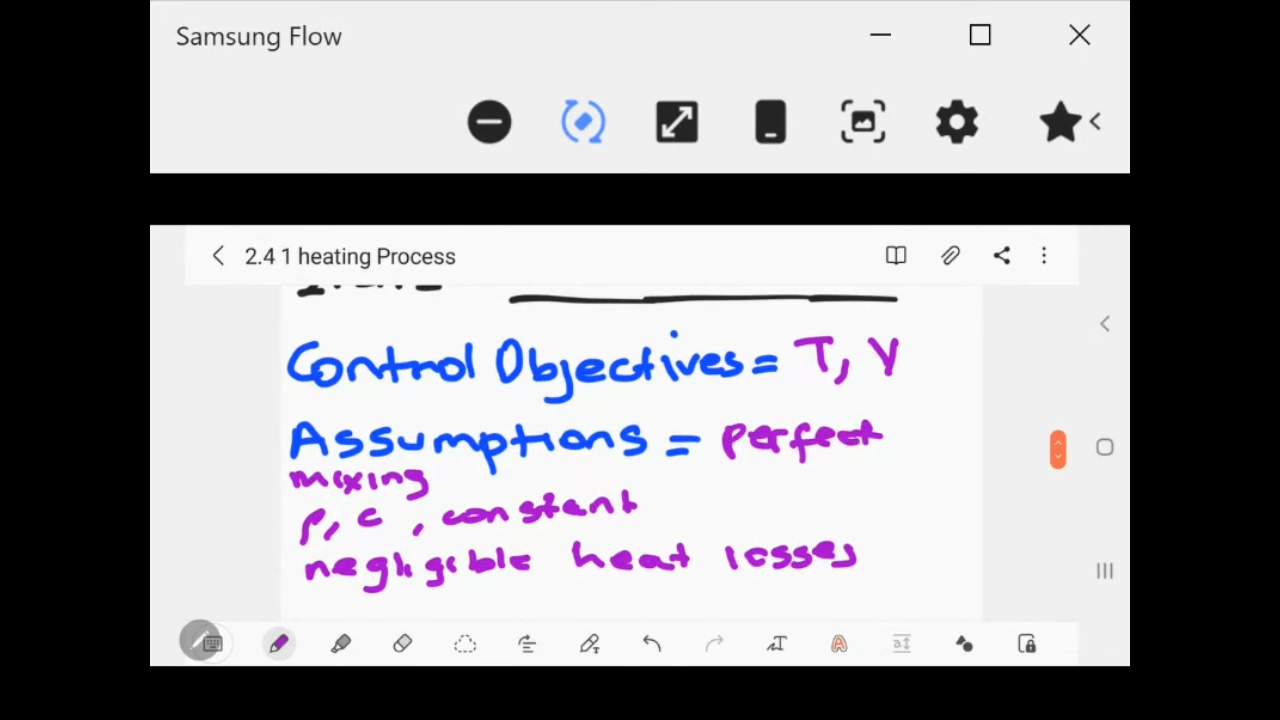 Samsung Flow
2.4 1 heating Process
Control Objectives = T, V
Assumptions = perfect
mixing
ρ, c , constant
negligible heat losses